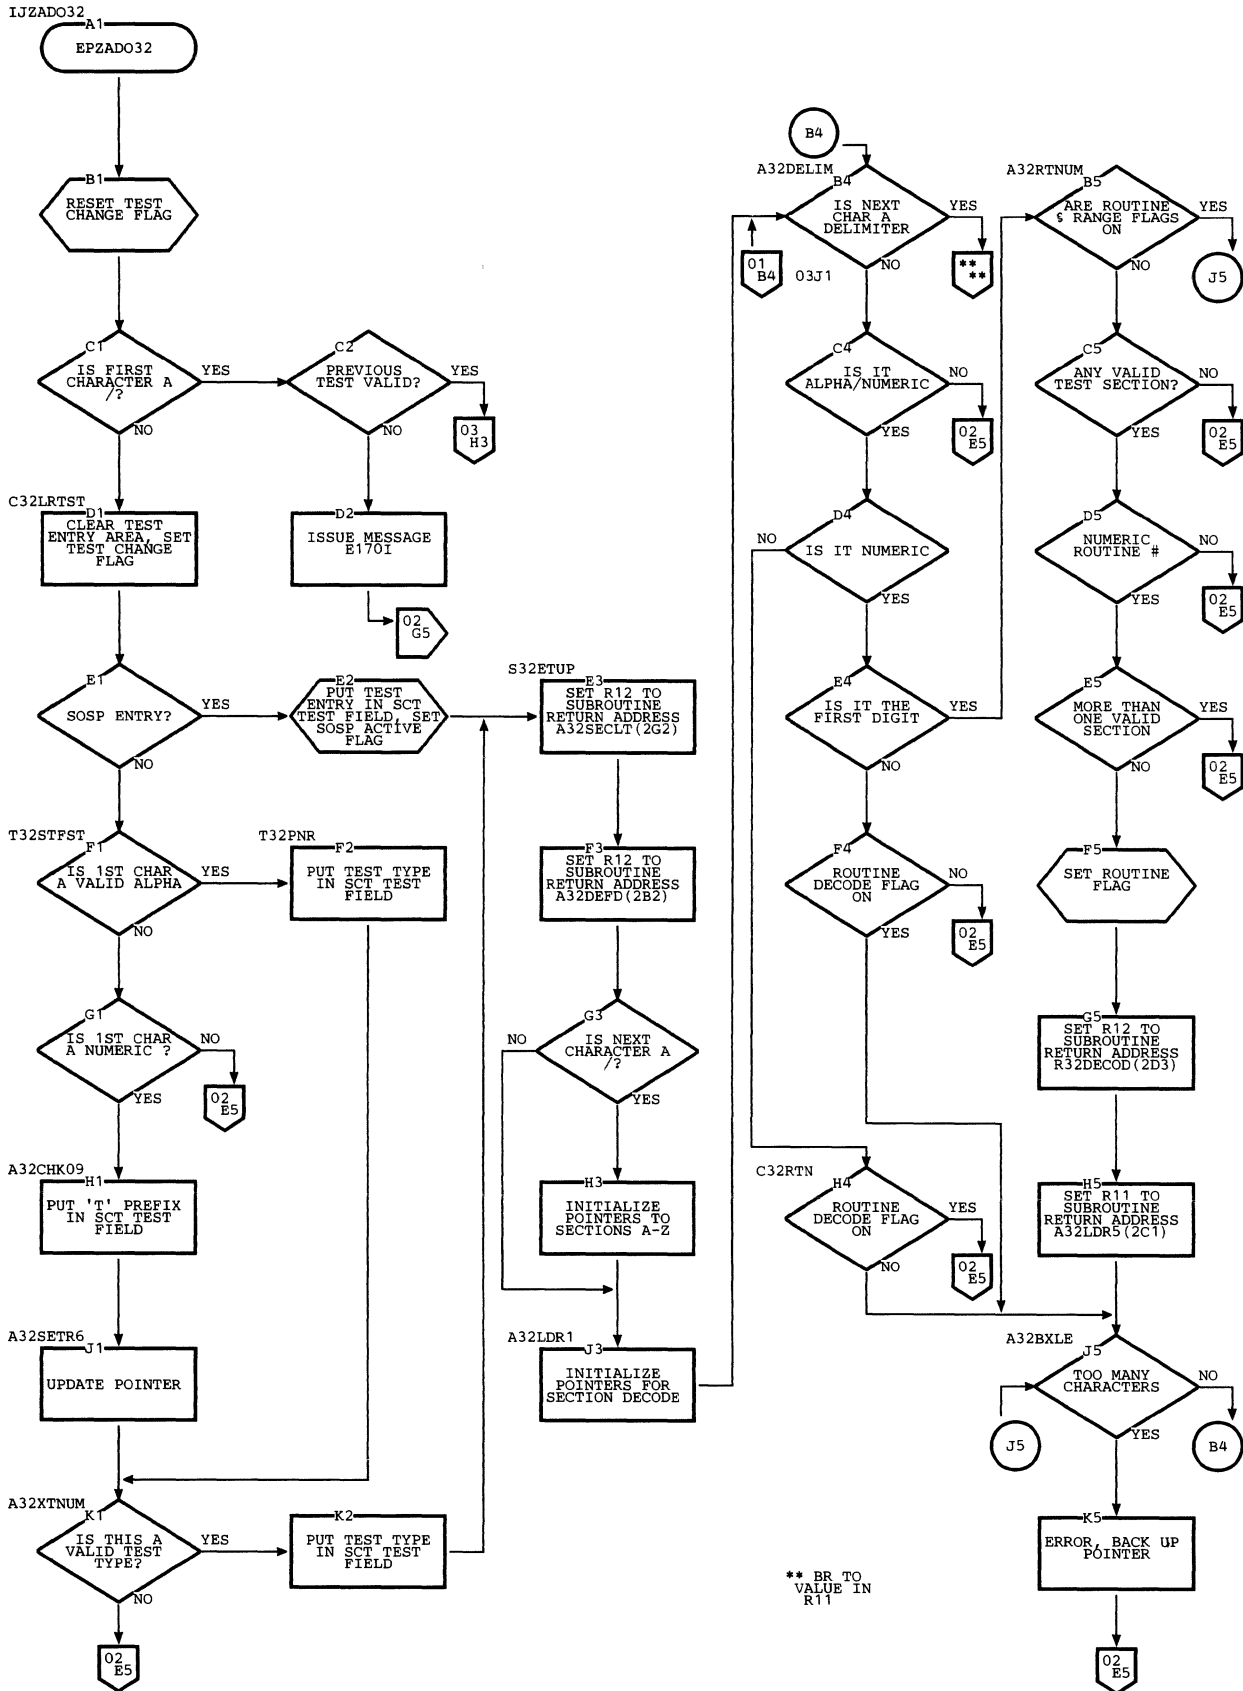 IJZADO32
A1
EPZADO32
B1
RESET TEST
CHANGE FLAG
C1
IS FIRST
CHARACTER A
/?
YES
NO
C2
PREVIOUS
TEST VALID?
YES
NO
03
H3
C32LRTST
D1
CLEAR TEST
ENTRY AREA, SET
TEST CHANGE
FLAG
D2
ISSUE MESSAGE
E170I
02
G5
E1
SOSP ENTRY?
YES
NO
E2
PUT TEST
ENTRY IN SCT
TEST FIELD, SET
SOSP ACTIVE
FLAG
T32STFST
F1
IS 1ST CHAR
A VALID ALPHA
YES
NO
T32PNR
F2
PUT TEST TYPE
IN SCT TEST
FIELD
G1
IS 1ST CHAR
A NUMERIC ?
NO
YES
02
E5
A32CHK09
H1
PUT 'T' PREFIX
IN SCT TEST
FIELD
A32SETR6
J1
UPDATE POINTER
A32XTNUM
K1
IS THIS A
VALID TEST
TYPE?
YES
NO
K2
PUT TEST TYPE
IN SCT TEST
FIELD
02
E5
S32ETUP
E3
SET R12 TO
SUBROUTINE
RETURN ADDRESS
A32SECLT(2G2)
F3
SET R12 TO
SUBROUTINE
RETURN ADDRESS
A32DEFD(2B2)
G3
IS NEXT
CHARACTER A
/?
NO
YES
H3
INITIALIZE
POINTERS TO
SECTIONS A-Z
A32LDR1
J3
INITIALIZE
POINTERS FOR
SECTION DECODE
B4
A32DELIM
B4
IS NEXT
CHAR A
DELIMITER
YES
NO
01
B4
03J1
**
**
C4
IS IT
ALPHA/NUMERIC
NO
YES
02
E5
D4
IS IT NUMERIC
NO
YES
E4
IS IT THE
FIRST DIGIT
YES
NO
F4
ROUTINE
DECODE FLAG
ON
NO
YES
02
E5
C32RTN
H4
ROUTINE
DECODE FLAG
ON
YES
NO
02
E5
A32RTNUM
B5
ARE ROUTINE
& RANGE FLAGS
ON
YES
NO
J5
C5
ANY VALID
TEST SECTION?
NO
YES
02
E5
D5
NUMERIC
ROUTINE #
NO
YES
02
E5
E5
MORE THAN
ONE VALID
SECTION
YES
NO
02
E5
F5
SET ROUTINE
FLAG
G5
SET R12 TO
SUBROUTINE
RETURN ADDRESS
R32DECOD(2D3)
H5
SET R11 TO
SUBROUTINE
RETURN ADDRESS
A32LDR5(2C1)
A32BXLE
J5
TOO MANY
CHARACTERS
NO
YES
J5
B4
K5
ERROR, BACK UP
POINTER
02
E5
** BR TO
VALUE IN
R11